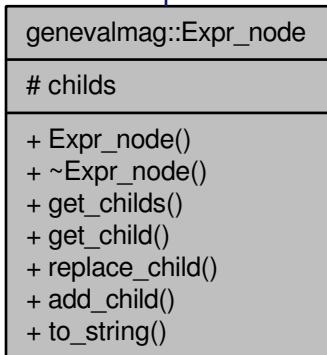 genevalmag::Expr_node
# childs
+ Expr_node()
+ ~Expr_node()
+ get_childs()
+ get_child()
+ replace_child()
+ add_child()
+ to_string()